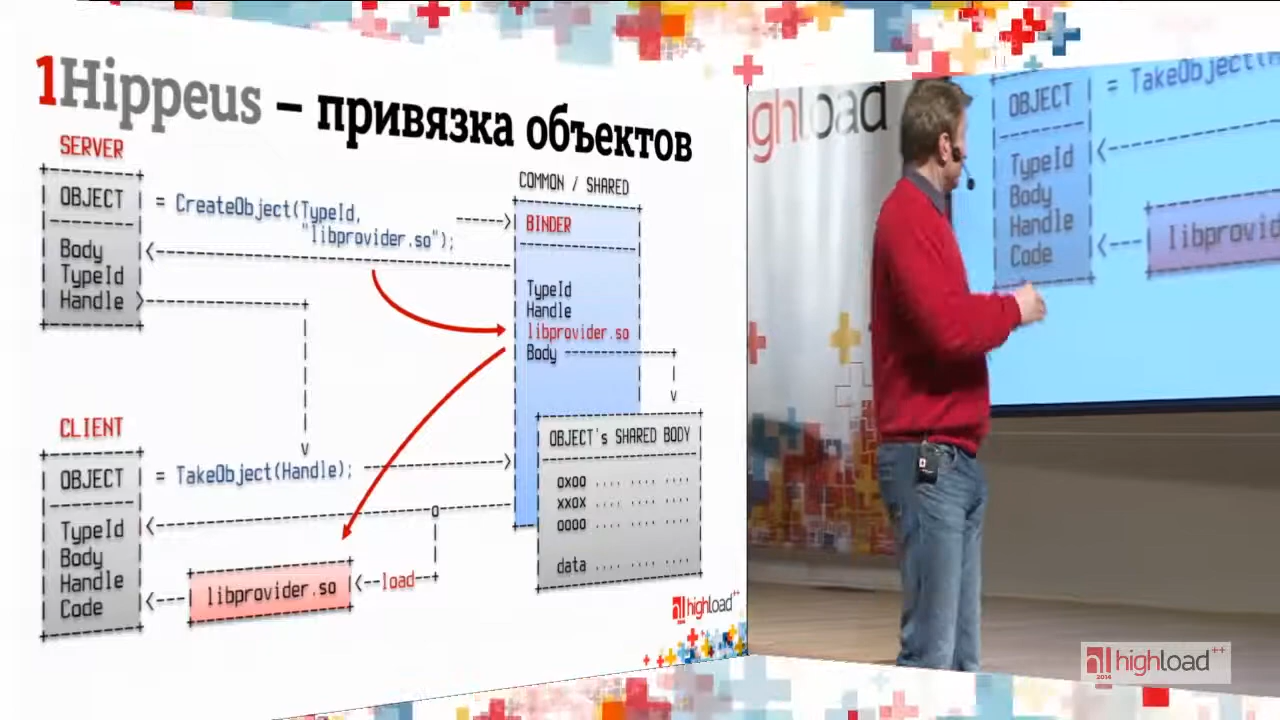 1Hippeus – привязка объектов
SERVER
OBJECT
= CreateObject(TypeId,
"libprovider.so");
Body
TypeId
Handle
COMMON / SHARED
BINDER
TypeId
Handle
libprovider.so
Body
OBJECT's SHARED BODY
oxoo .... .... ....
xxox .... .... ....
oooo .... .... ....
data .... .... ....
CLIENT
OBJECT
= TakeObject(Handle);
TypeId
Body
Handle
Code
libprovider.so
load
highload++
2014
ghload
OBJECT
= TakeObject(
TypeId
Body
Handle
Code
libprovid
highload++
2014